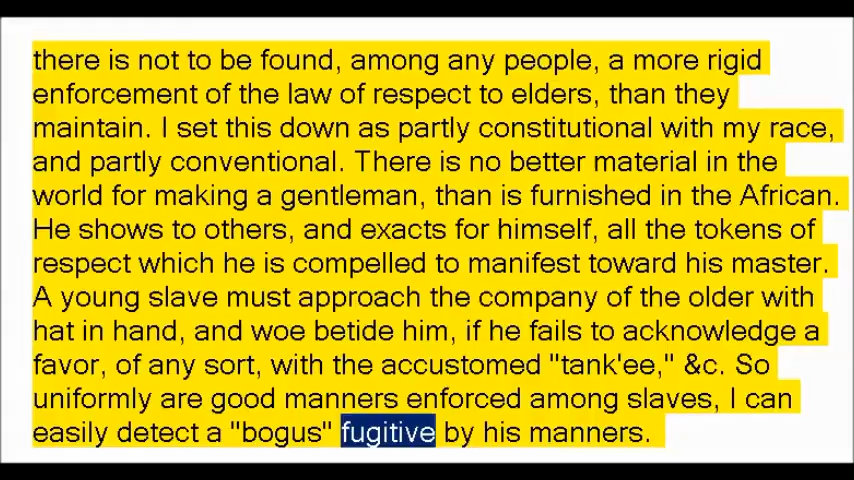 there is not to be found, among any people, a more rigid
enforcement of the law of respect to elders, than they
maintain. I set this down as partly constitutional with my race,
and partly conventional. There is no better material in the
world for making a gentleman, than is furnished in the African.
He shows to others, and exacts for himself, all the tokens of
respect which he is compelled to manifest toward his master.
A young slave must approach the company of the older with
hat in hand, and woe betide him, if he fails to acknowledge a
favor, of any sort, with the accustomed "tank'ee," &c. So
uniformly are good manners enforced among slaves, I can
easily detect a "bogus" fugitive by his manners.